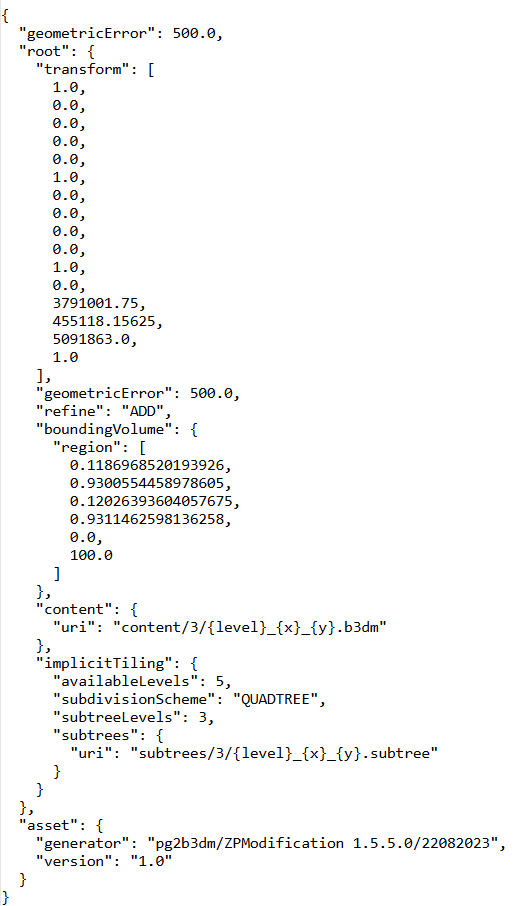 {
  "geometricError": 500.0,
  "root": {
    "transform": [
      1.0,
      0.0,
      0.0,
      0.0,
      0.0,
      1.0,
      0.0,
      0.0,
      0.0,
      0.0,
      1.0,
      0.0,
      3791001.75,
      455118.15625,
      5091863.0,
      1.0
    ],
    "geometricError": 500.0,
    "refine": "ADD",
    "boundingVolume": {
      "region": [
        0.1186968520193926,
        0.9300554458978605,
        0.12026393604057675,
        0.9311462598136258,
        0.0,
        100.0
      ]
    },
    "content": {
      "uri": "content/3/{level}_{x}_{y}.b3dm"
    },
    "implicitTiling": {
      "availableLevels": 5,
      "subdivisionScheme": "QUADTREE",
      "subtreeLevels": 3,
      "subtrees": {
        "uri": "subtrees/3/{level}_{x}_{y}.subtree"
      }
    }
  },
  "asset": {
    "generator": "pg2b3dm/ZPModification 1.5.5.0/22082023",
    "version": "1.0"
  }
}